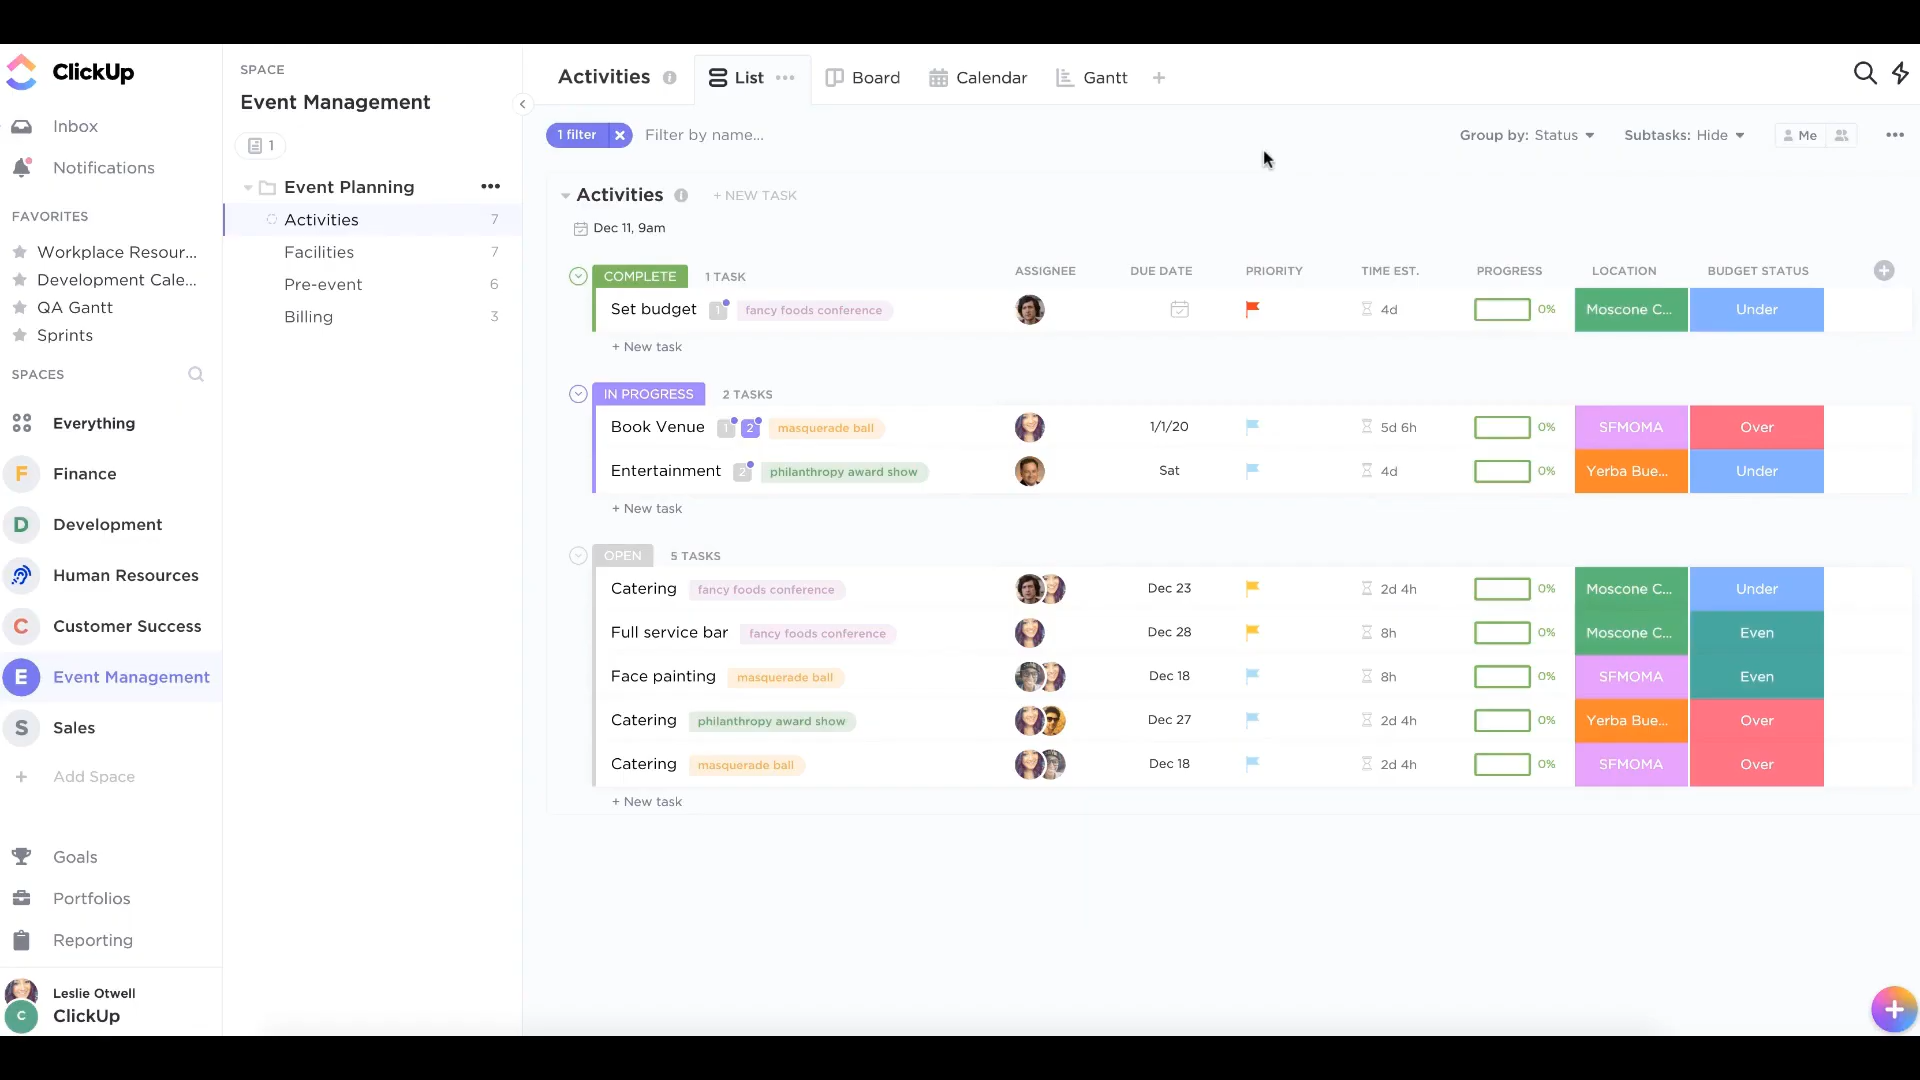 ClickUp
Inbox
Notifications
FAVORITES
Workplace Resour...
Development Cale...
QA Gantt
Sprints
SPACES
Everything
F Finance
D Development
Human Resources
C Customer Success
E Event Management
S Sales
+ Add Space
Goals
Portfolios
Reporting
Leslie Otwell
C ClickUp
SPACE
Event Management
1
Event Planning •••
Activities 7
Facilities 7
Pre-event 6
Billing 3
Activities List ••• Board Calendar Gantt +
1 filter × Filter by name... Group by: Status Subtasks: Hide Me •••
Activities + NEW TASK
Dec 11, 9am
COMPLETE 1 TASK ASSIGNEE DUE DATE PRIORITY TIME EST. PROGRESS LOCATION BUDGET STATUS
Set budget 1 fancy foods conference 4d 0% Moscone C... Under
+ New task
IN PROGRESS 2 TASKS
Book Venue 1 2 masquerade ball 1/1/20 5d 6h 0% SFMOMA Over
Entertainment 2 philanthropy award show Sat 4d 0% Yerba Bue... Under
+ New task
OPEN 5 TASKS
Catering fancy foods conference Dec 23 2d 4h 0% Moscone C... Under
Full service bar fancy foods conference Dec 28 8h 0% Moscone C... Even
Face painting masquerade ball Dec 18 8h 0% SFMOMA Even
Catering philanthropy award show Dec 27 2d 4h 0% Yerba Bue... Over
Catering masquerade ball Dec 18 2d 4h 0% SFMOMA Over
+ New task